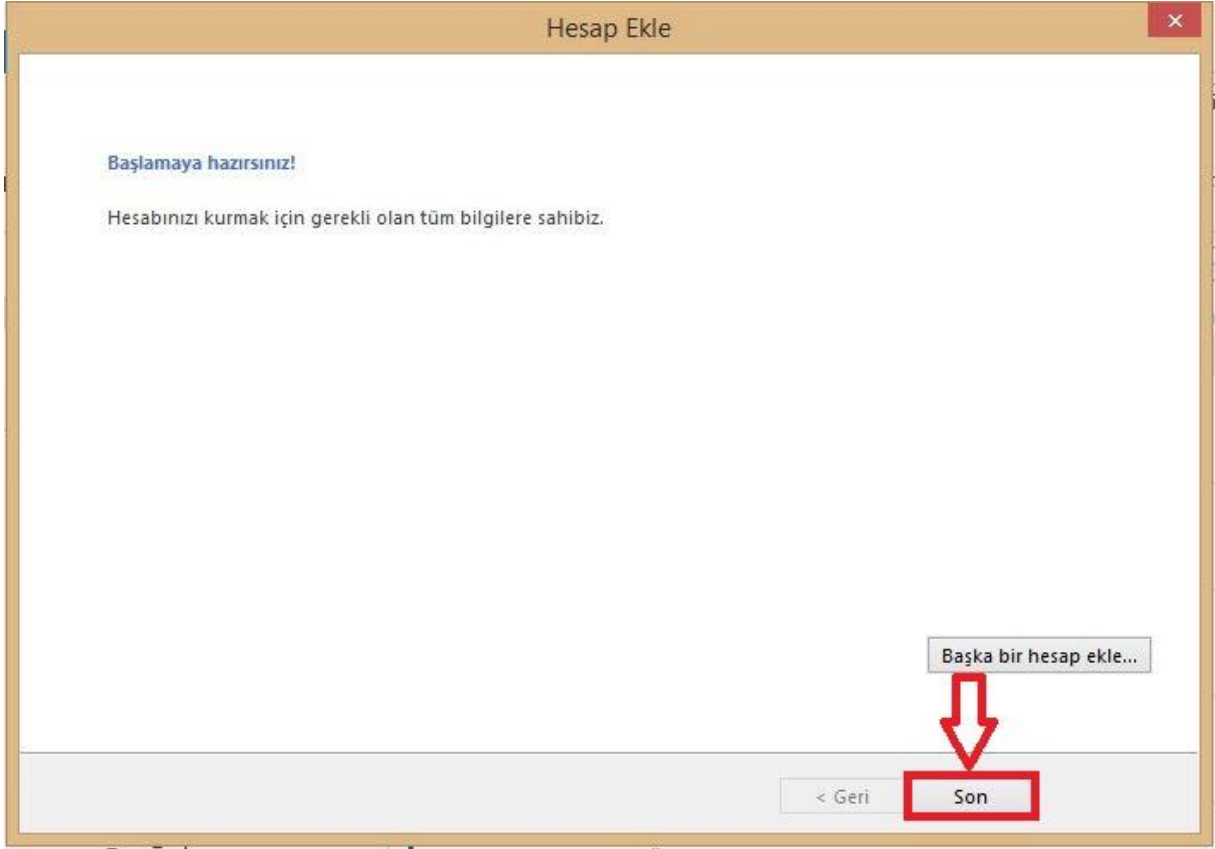 Hesap Ekle
Başlamaya hazırsınız!
Hesabınızı kurmak için gerekli olan tüm bilgilere sahibiz.
Başka bir hesap ekle...
< Geri
Son